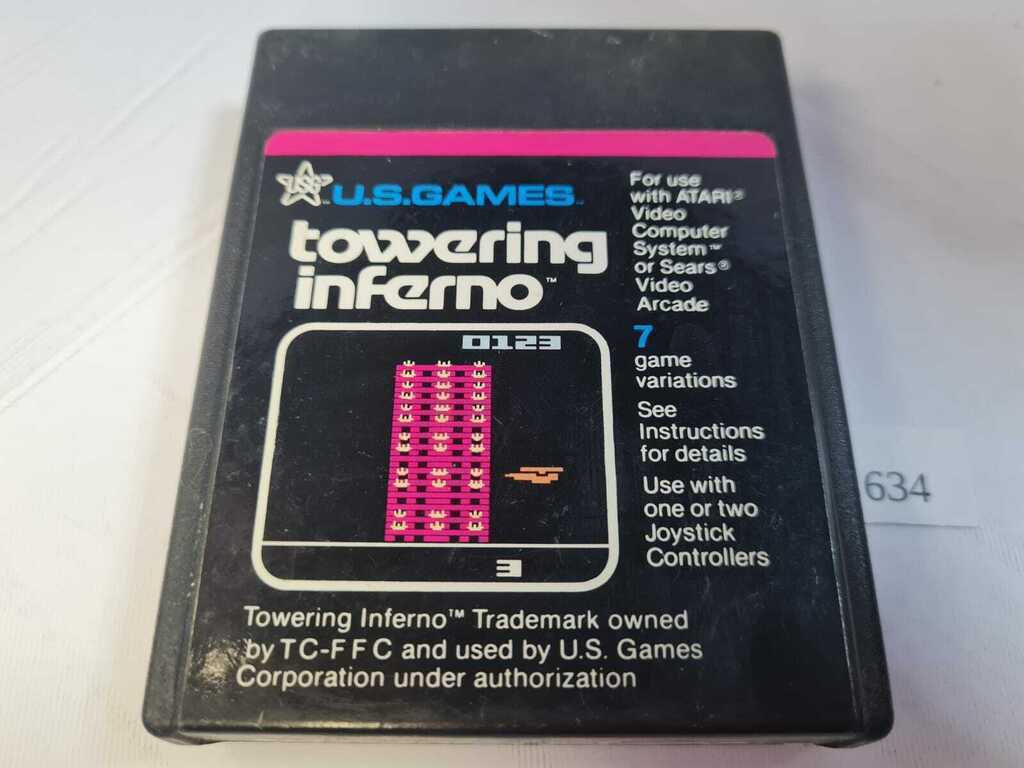 US
U.S.GAMES™
towering
inferno™
0123
3
For use
with ATARI®
Video
Computer
System™
or Sears®
Video
Arcade
7
game
variations
See
Instructions
for details
Use with
one or two
Joystick
Controllers
Towering Inferno™ Trademark owned
by TC-FFC and used by U.S. Games
Corporation under authorization
634